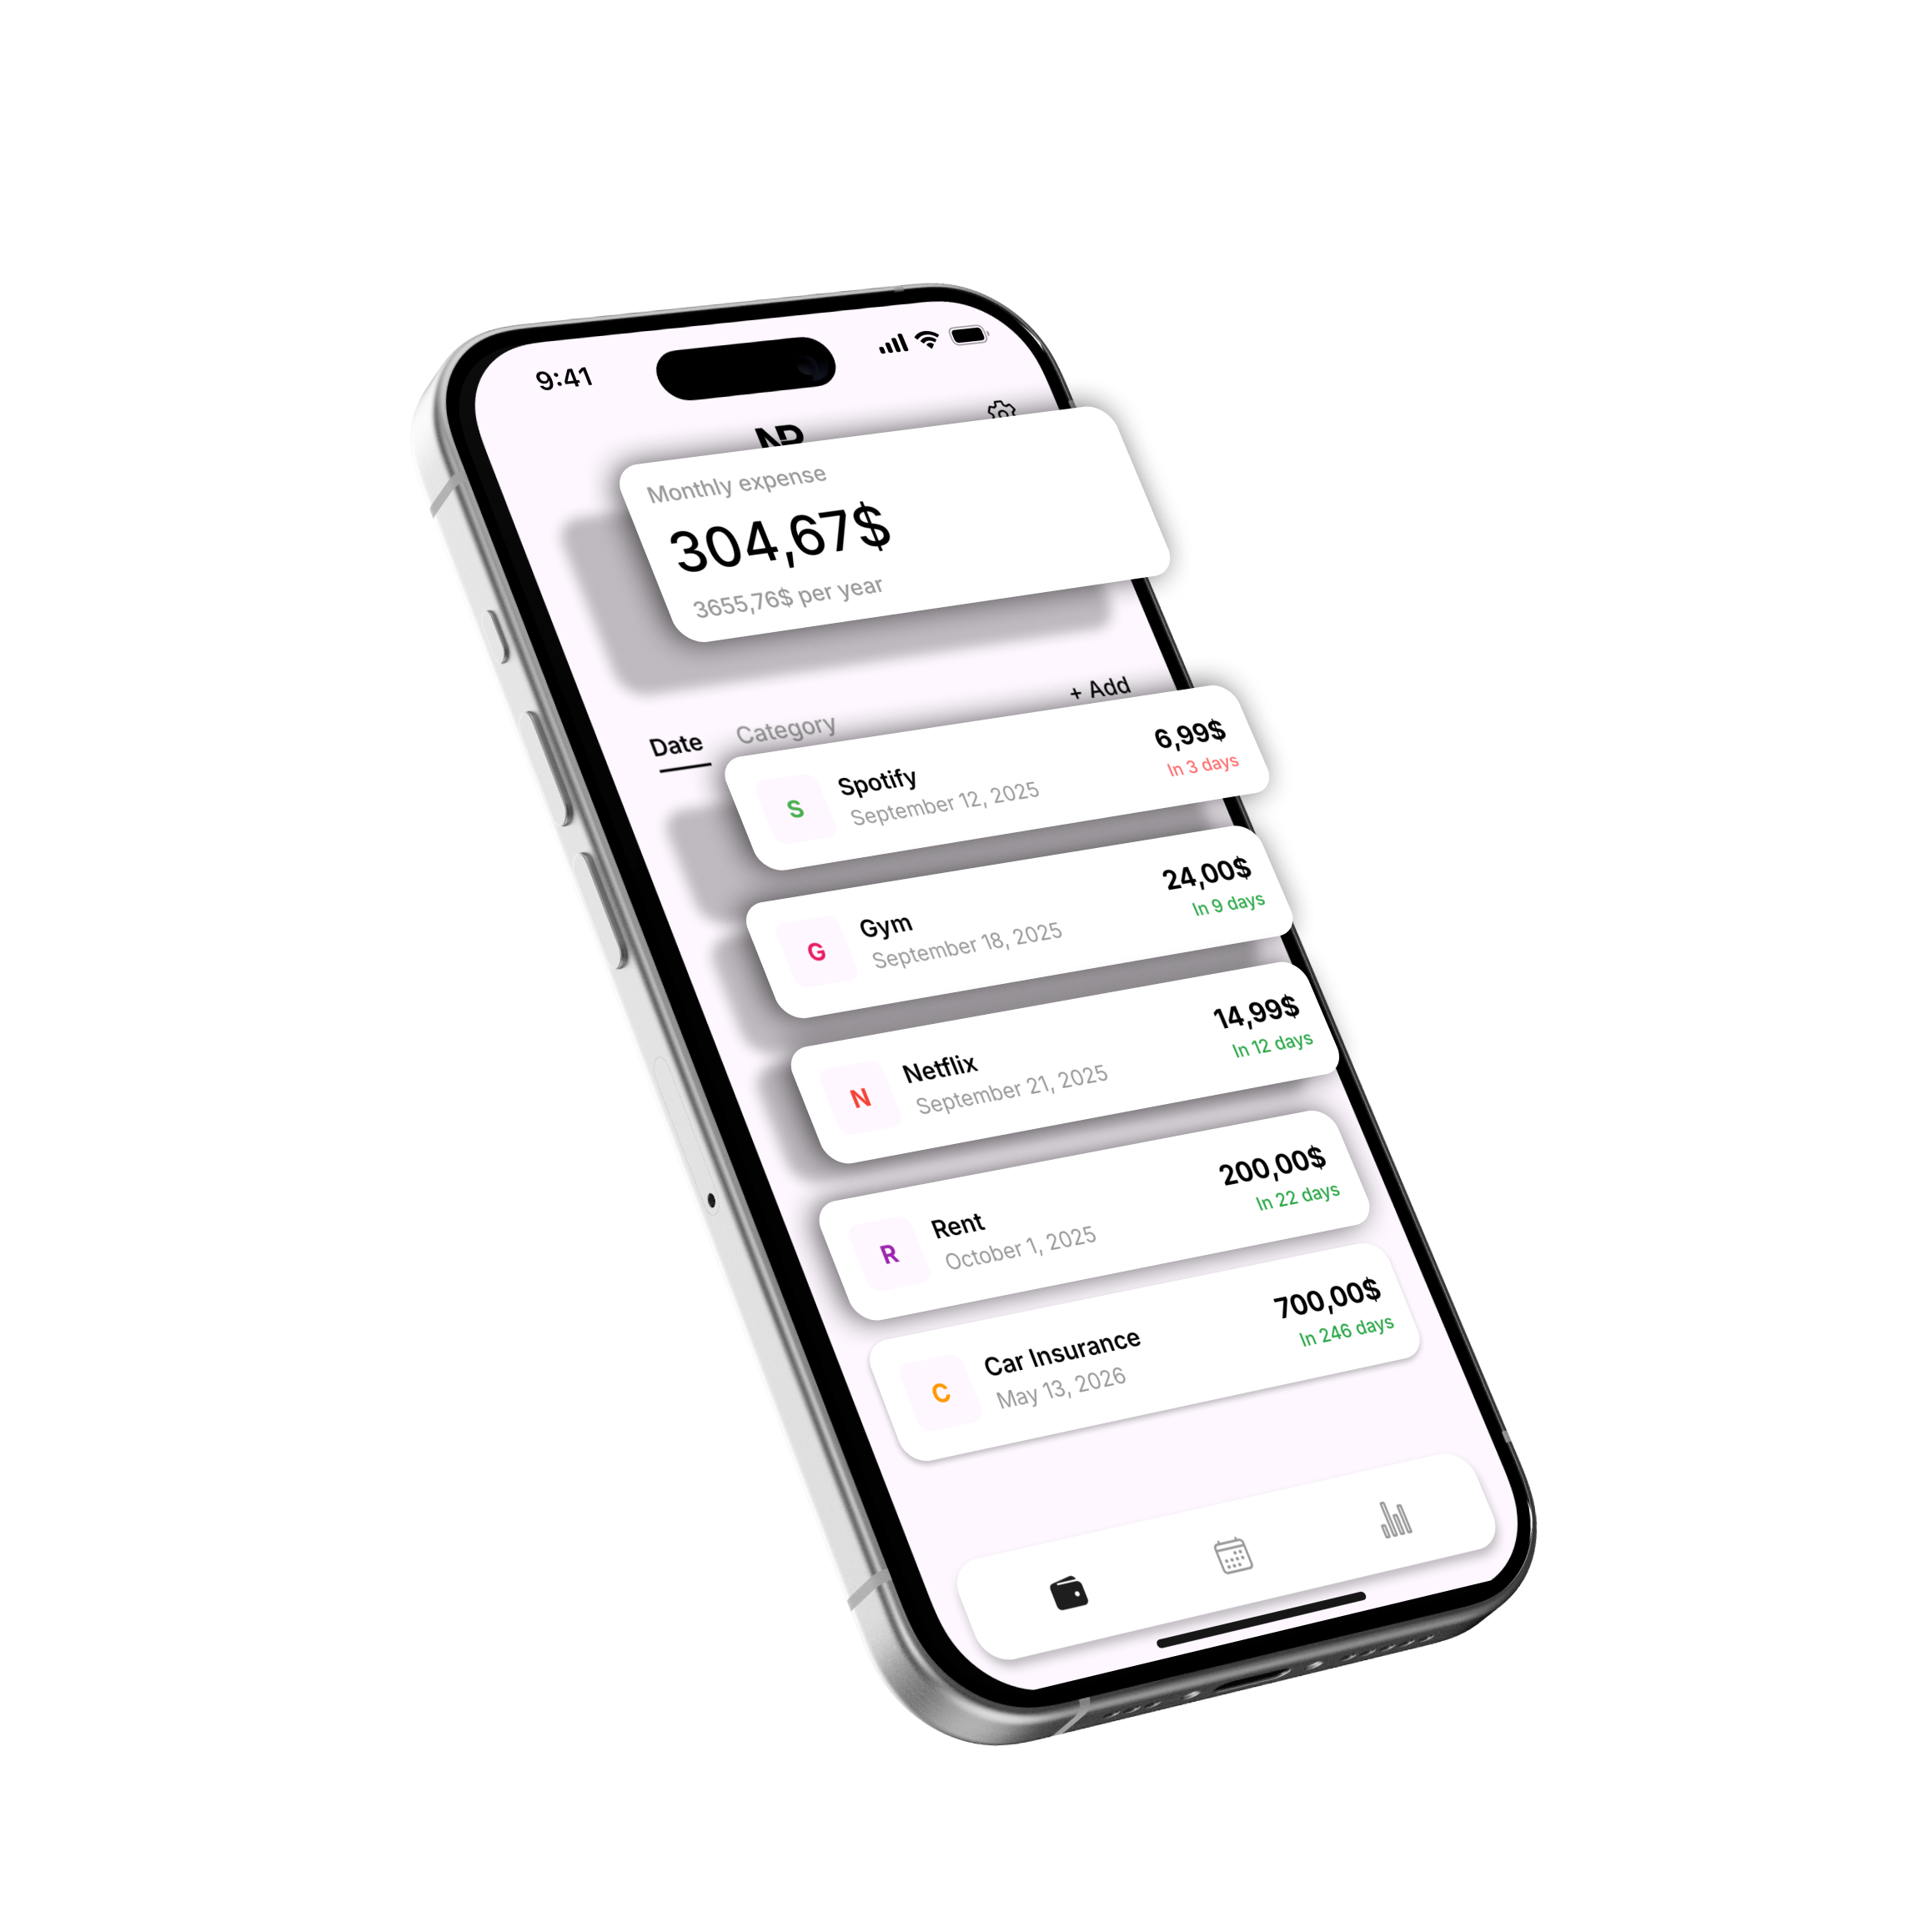 9:41
Monthly expense
304,67$
3655,76$ per year
+ Add
Date Category
Spotify 6,99$
September 12, 2025 In 3 days
S
Gym 24,00$
September 18, 2025 In 9 days
G
Netflix 14,99$
September 21, 2025 In 12 days
N
Rent 200,00$
October 1, 2025 In 22 days
R
Car Insurance 700,00$
May 13, 2026 In 246 days
C